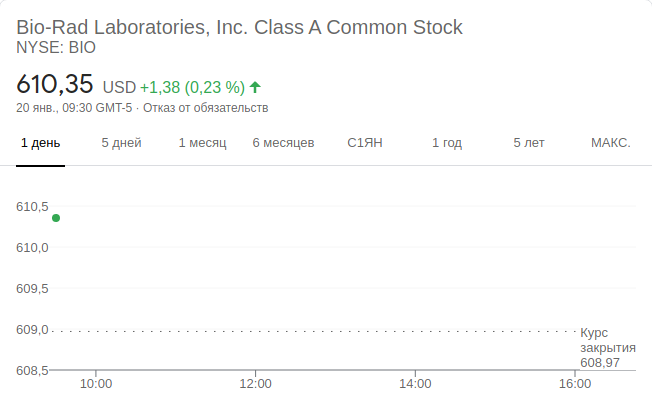 Bio-Rad Laboratories, Inc. Class A Common Stock
NYSE: BIO
610,35 USD +1,38 (0,23 %)
20 янв., 09:30 GMT-5 · Отказ от обязательств
1 день 5 дней 1 месяц 6 месяцев С1ЯН 1 год 5 лет МАКС.
610,5
610,0
609,5
609,0
Курс
закрытия
608,97
608,5
10:00 12:00 14:00 16:00